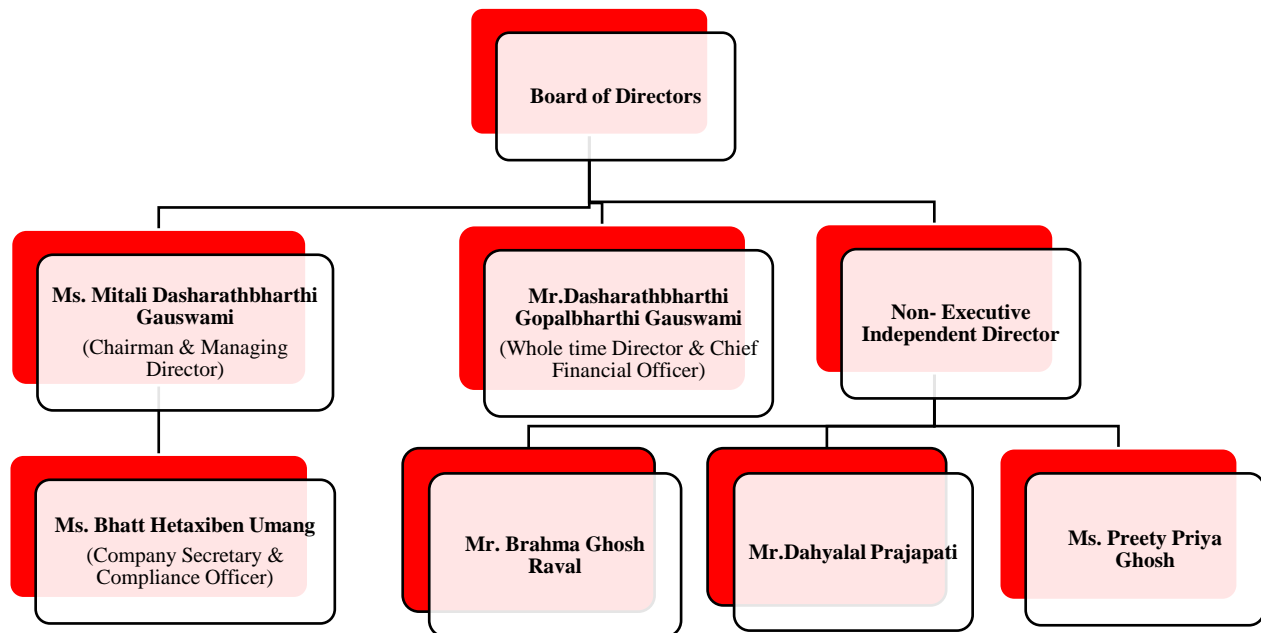 Board of Directors
Ms. Mitali Dasharathbharthi
Gauswami
(Chairman & Managing
Director)
Mr.Dasharathbharthi
Gopalbharthi Gauswami
(Whole time Director & Chief
Financial Officer)
Non- Executive
Independent Director
Ms. Bhatt Hetaxiben Umang
(Company Secretary &
Compliance Officer)
Mr. Brahma Ghosh
Raval
Mr.Dahyalal Prajapati
Ms. Preety Priya
Ghosh